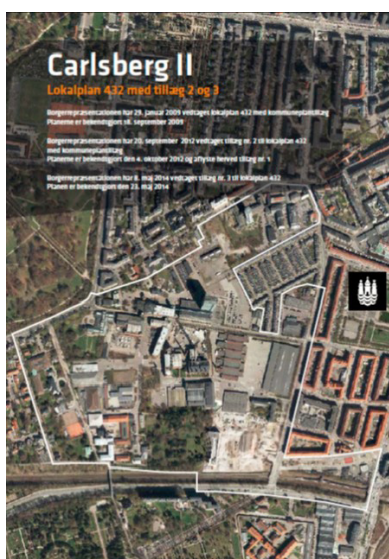 Carlsberg II
Lokalplan 432 med tillæg 2 og 3
Borgerrepræsentationen har 29. januar 2009 vedtaget lokalplan 432 med kommuneplantillæg
Planerne er bekendtgjort 18. september 2009
Borgerrepræsentationen har 20. september 2012 vedtaget tillæg nr. 2 til lokalplan 432
med kommuneplantillæg
Planerne er bekendtgjort den 4. oktober 2012 og aflyste herved tillæg nr. 1
Borgerrepræsentationen har 8. maj 2014 vedtaget tillæg nr. 3 til lokalplan 432
Planen er bekendtgjort den 23. maj 2014